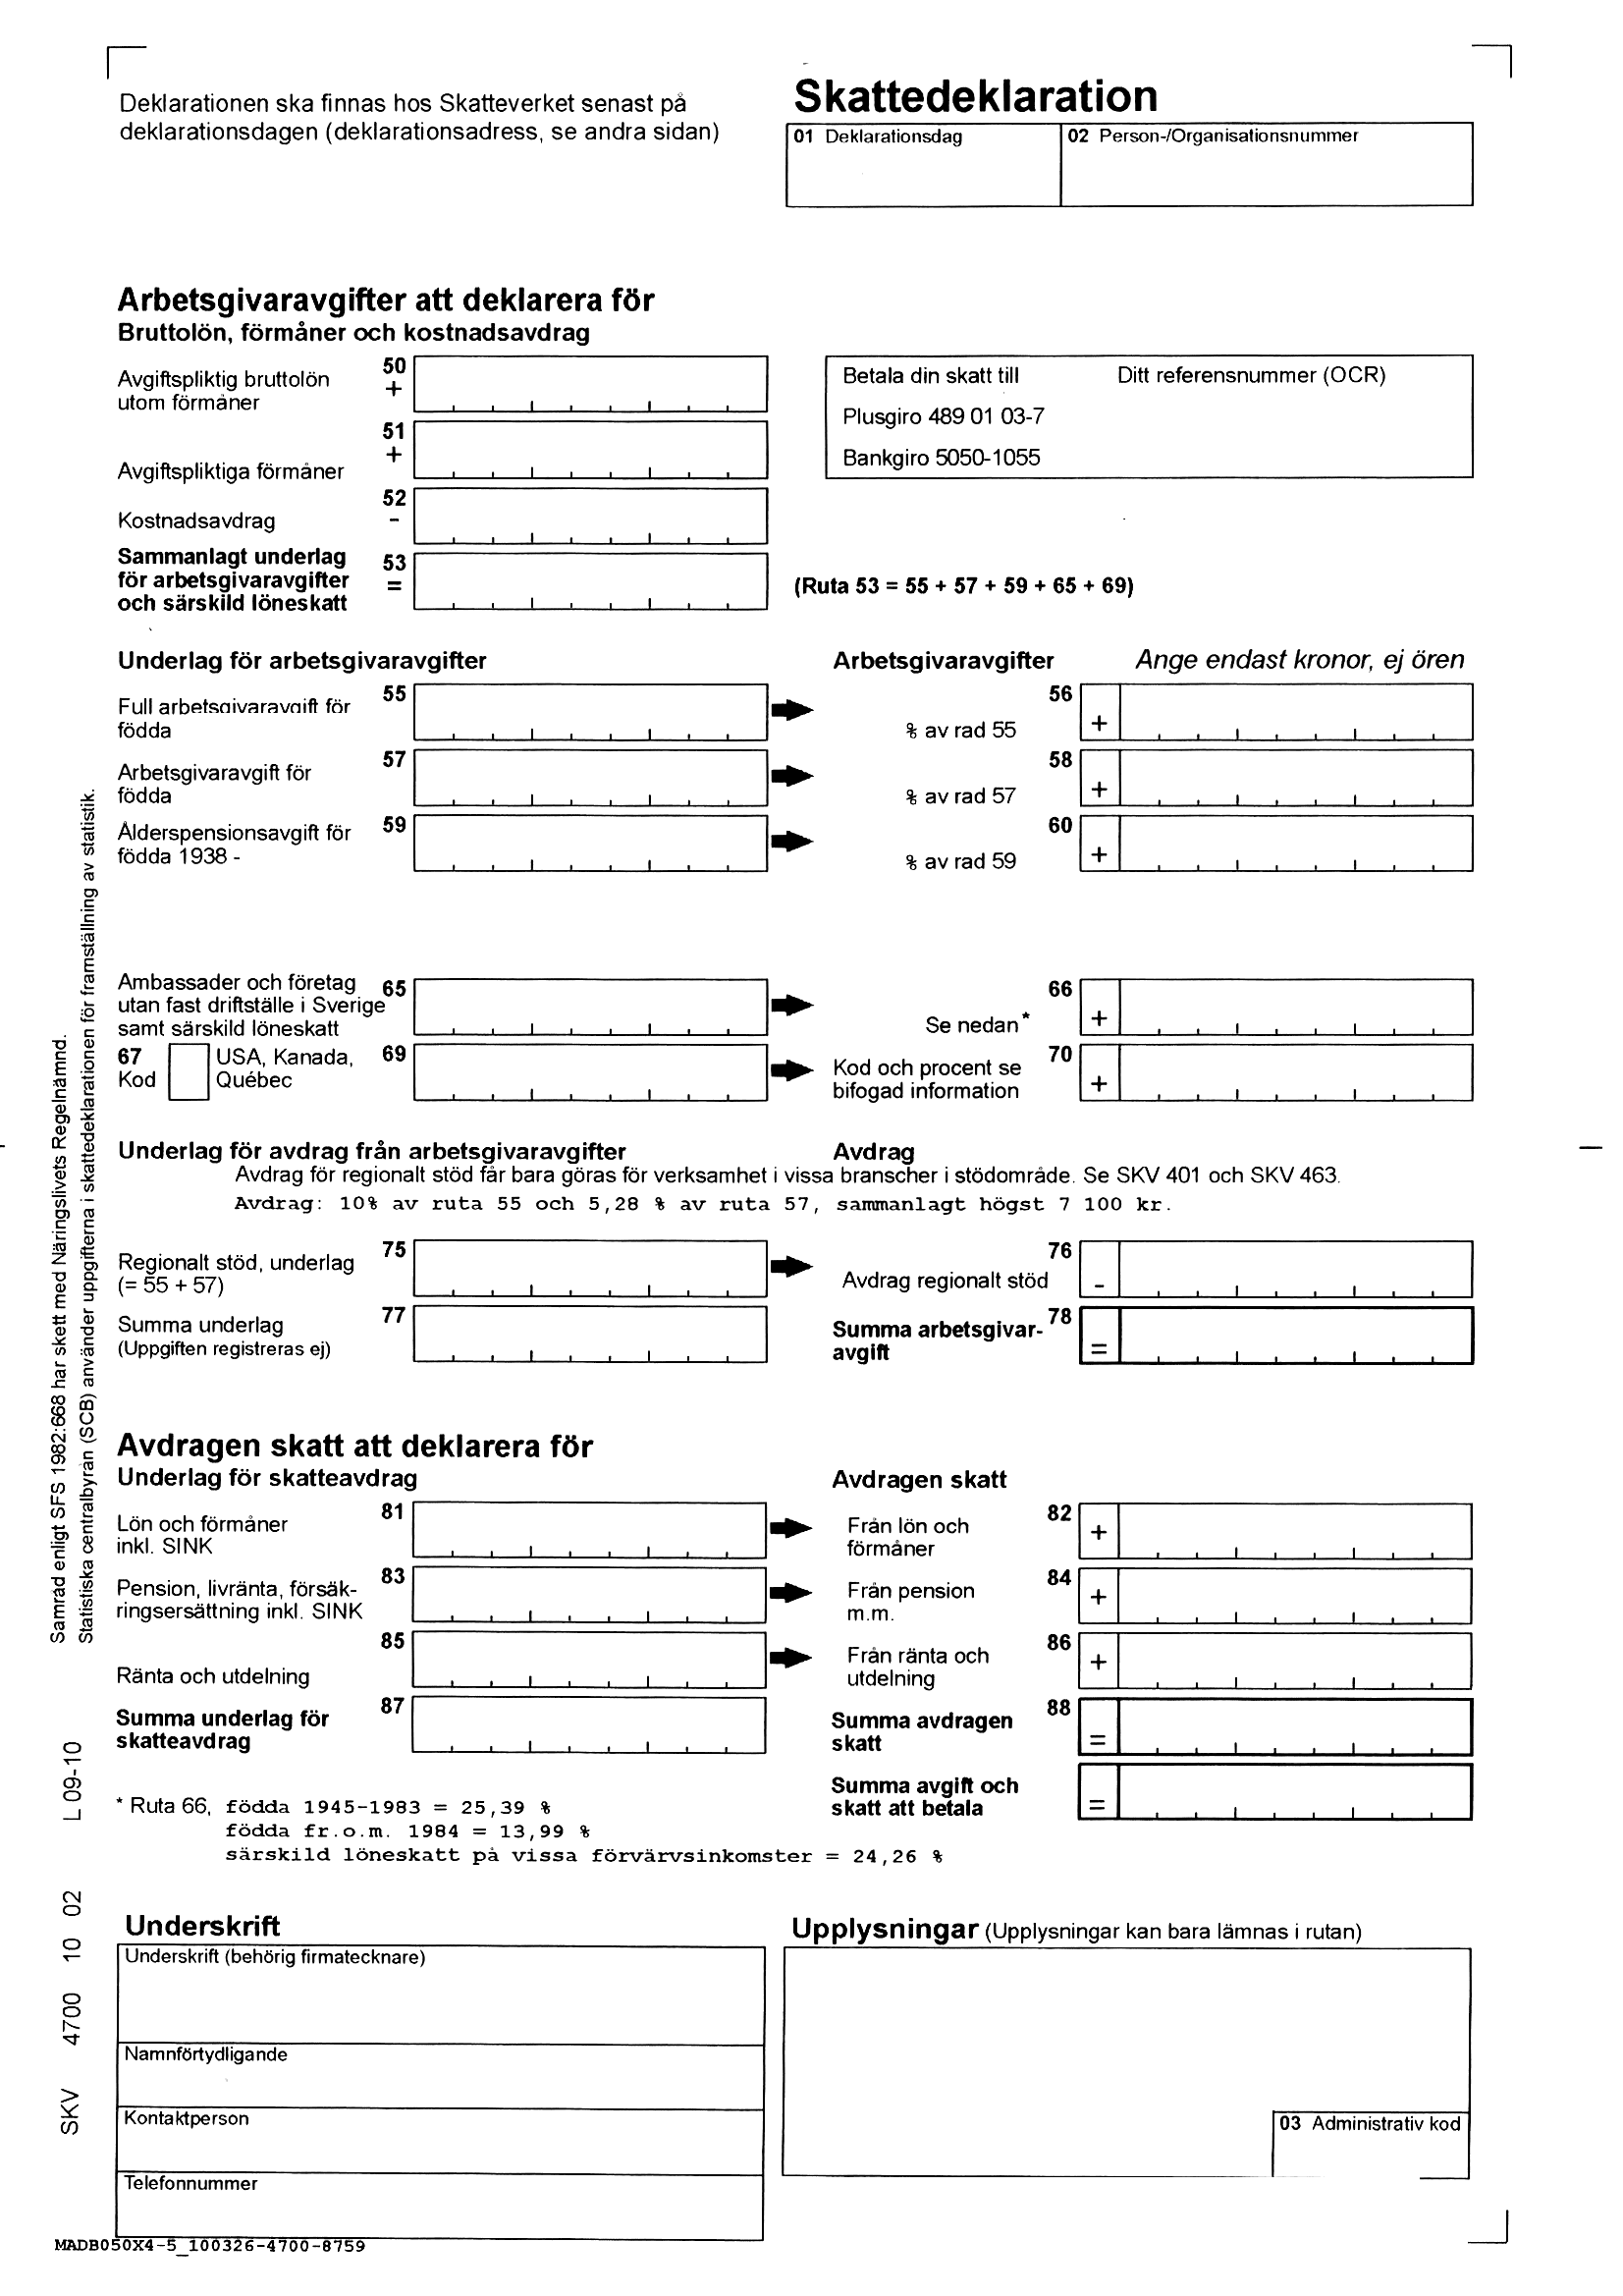 Deklarationen ska finnas hos Skatteverket senast på
deklarationsdagen (deklarationsadress, se andra sidan)
Skattedeklaration
01 Deklarationsdag
02 Person-/Organisationsnummer
Arbetsgivaravgifter att deklarera för
Bruttolön, förmåner och kostnadsavdrag
Avgiftspliktig bruttolön
utom förmåner
50
+
Avgiftspliktiga förmåner
51
+
Kostnadsavdrag
52
-
Sammanlagt underlag
för arbetsgivaravgifter
och särskild löneskatt
53
=
Betala din skatt till
Ditt referensnummer (OCR)
Plusgiro 489 01 03-7
Bankgiro 5050-1055
(Ruta 53 = 55 + 57 + 59 + 65 + 69)
Underlag för arbetsgivaravgifter
Arbetsgivaravgifter
Ange endast kronor, ej ören
Full arbetsgivaravgift för
födda
55
% av rad 55
56
+
Arbetsgivaravgift för
födda
57
% av rad 57
58
+
Ålderspensionsavgift för
födda 1938 -
59
% av rad 59
60
+
Ambassader och företag
utan fast driftställe i Sverige
samt särskild löneskatt
65
Se nedan*
66
+
67
Kod
USA, Kanada,
Québec
69
Kod och procent se
bifogad information
70
+
Underlag för avdrag från arbetsgivaravgifter
Avdrag
Avdrag för regionalt stöd får bara göras för verksamhet i vissa branscher i stödområde. Se SKV 401 och SKV 463.
Avdrag: 10% av ruta 55 och 5,28 % av ruta 57, sammanlagt högst 7 100 kr.
Regionalt stöd, underlag
(= 55 + 57)
75
Avdrag regionalt stöd
76
-
Summa underlag
(Uppgiften registreras ej)
77
Summa arbetsgivar-
avgift
78
=
Avdragen skatt att deklarera för
Underlag för skatteavdrag
Avdragen skatt
Lön och förmåner
inkl. SINK
81
Från lön och
förmåner
82
+
Pension, livränta, försäk-
ringsersättning inkl. SINK
83
Från pension
m.m.
84
+
Ränta och utdelning
85
Från ränta och
utdelning
86
+
Summa underlag för
skatteavdrag
87
Summa avdragen
skatt
88
=
Summa avgift och
skatt att betala
=
* Ruta 66, födda 1945-1983 = 25,39 %
födda fr.o.m. 1984 = 13,99 %
särskild löneskatt på vissa förvärvsinkomster = 24,26 %
Underskrift
Underskrift (behörig firmatecknare)
Namnförtydligande
Kontaktperson
Telefonnummer
Upplysningar (Upplysningar kan bara lämnas i rutan)
03 Administrativ kod
MADB050X4-5_100326-4700-8759
Samråd enligt SFS 1982:668 har skett med Näringslivets Regelnämnd.
Statistiska centralbyrån (SCB) använder uppgifterna i skattedeklarationen för framställning av statistik.
SKV 4700 10 02 L 09-10